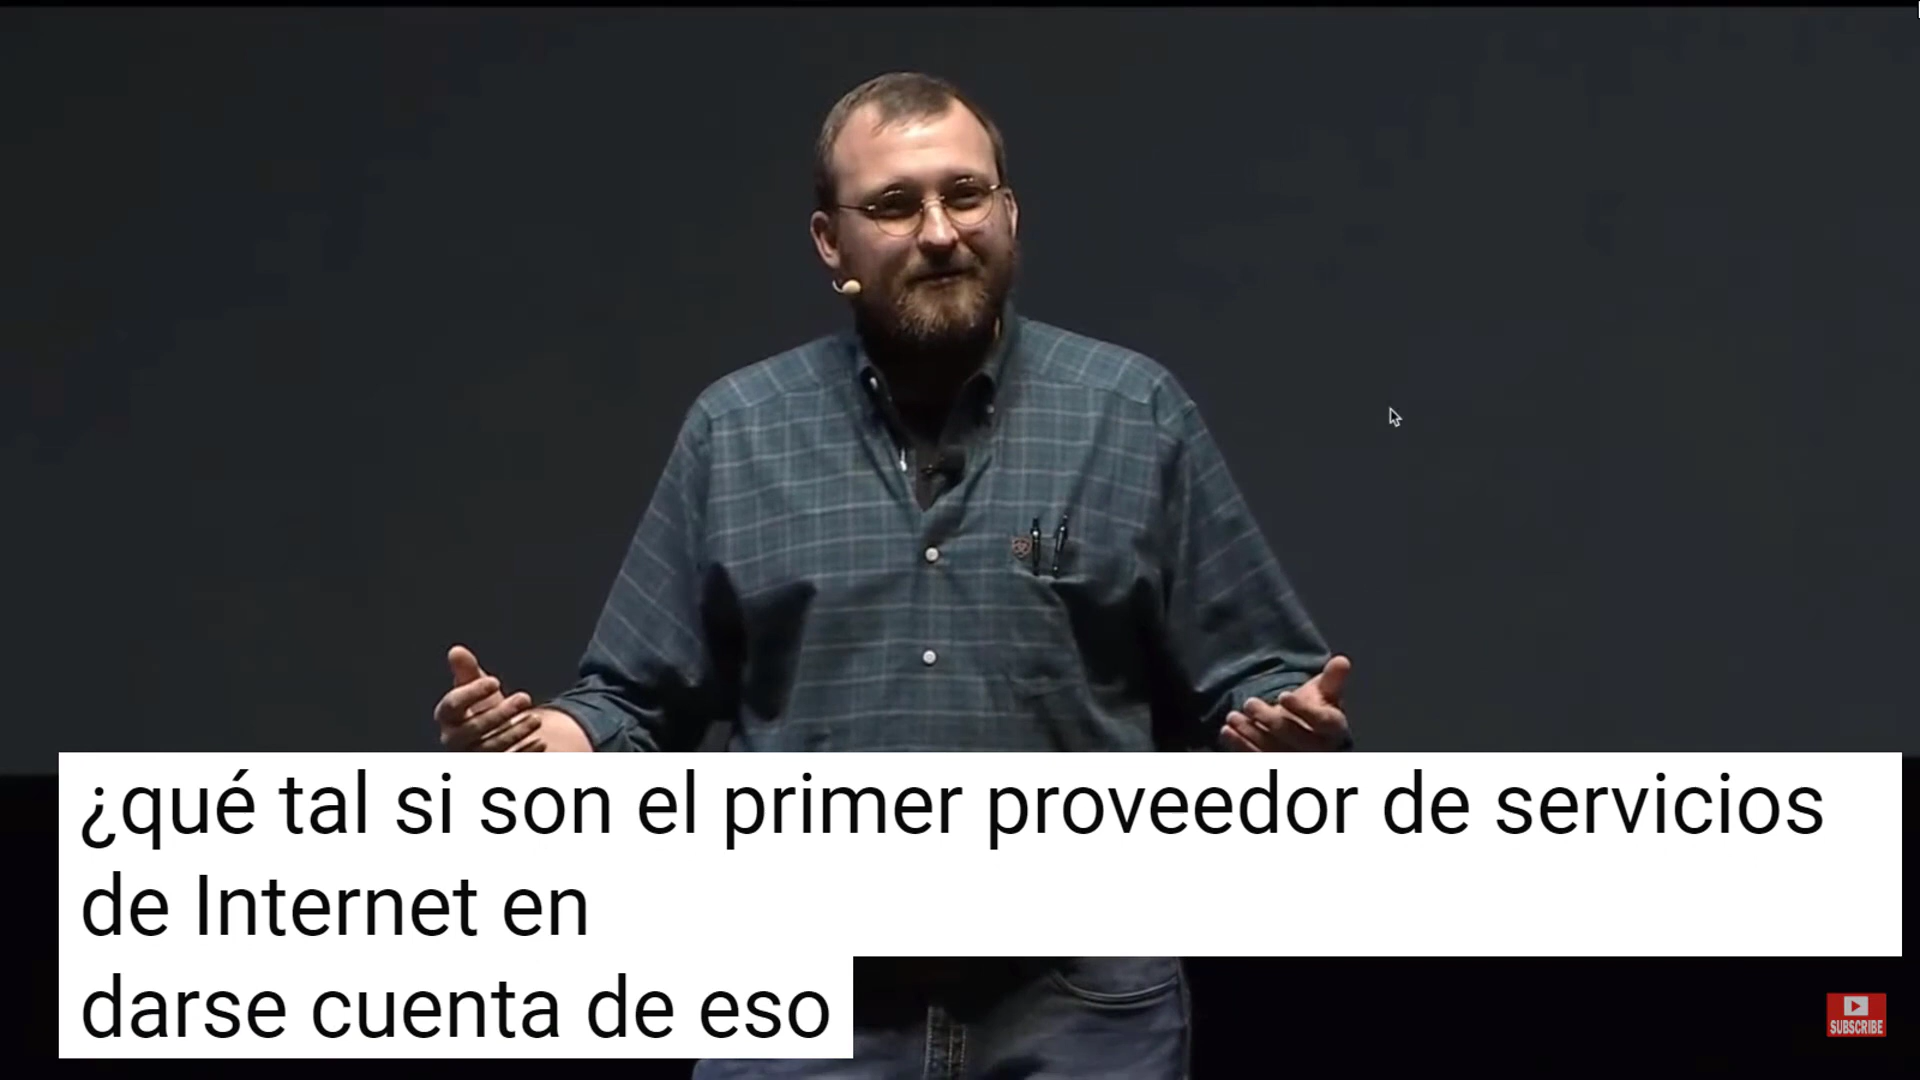 ¿qué tal si son el primer proveedor de servicios
de Internet en
darse cuenta de eso
SUBSCRIBE